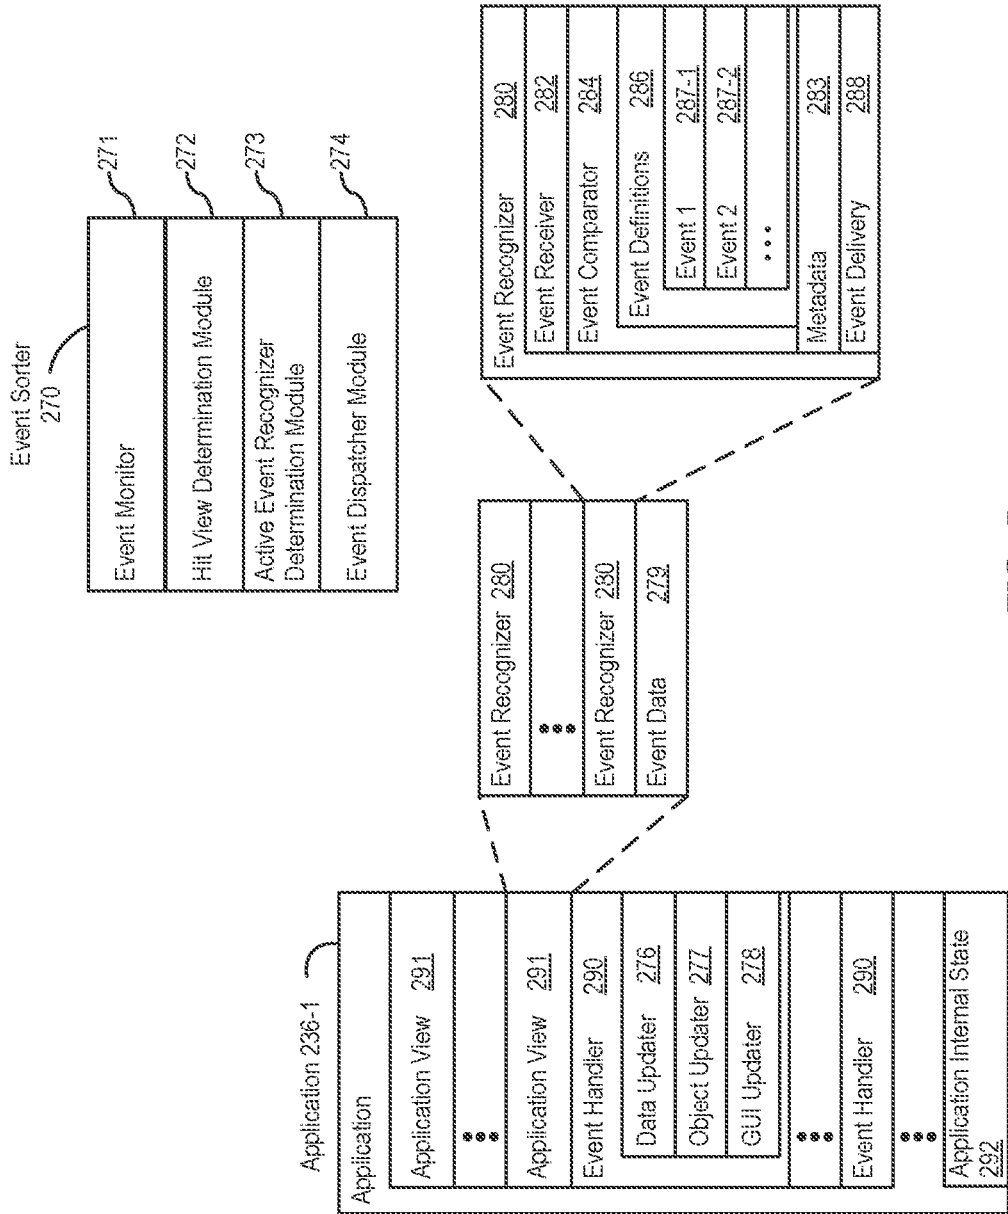 Event Sorter
270
Event Monitor
271
Hit View Determination Module
272
Active Event Recognizer
Determination Module
273
Event Dispatcher Module
274
Application 236-1
Application
Application View 291
•••
Application View 291
Event Handler 290
Data Updater 276
Object Updater 277
GUI Updater 278
•••
Event Handler 290
•••
Application Internal State
292
Event Recognizer 280
•••
Event Recognizer 280
Event Data 279
Event Recognizer 280
Event Receiver 282
Event Comparator 284
Event Definitions 286
Event 1 287-1
Event 2 287-2
•••
Metadata 283
Event Delivery 288